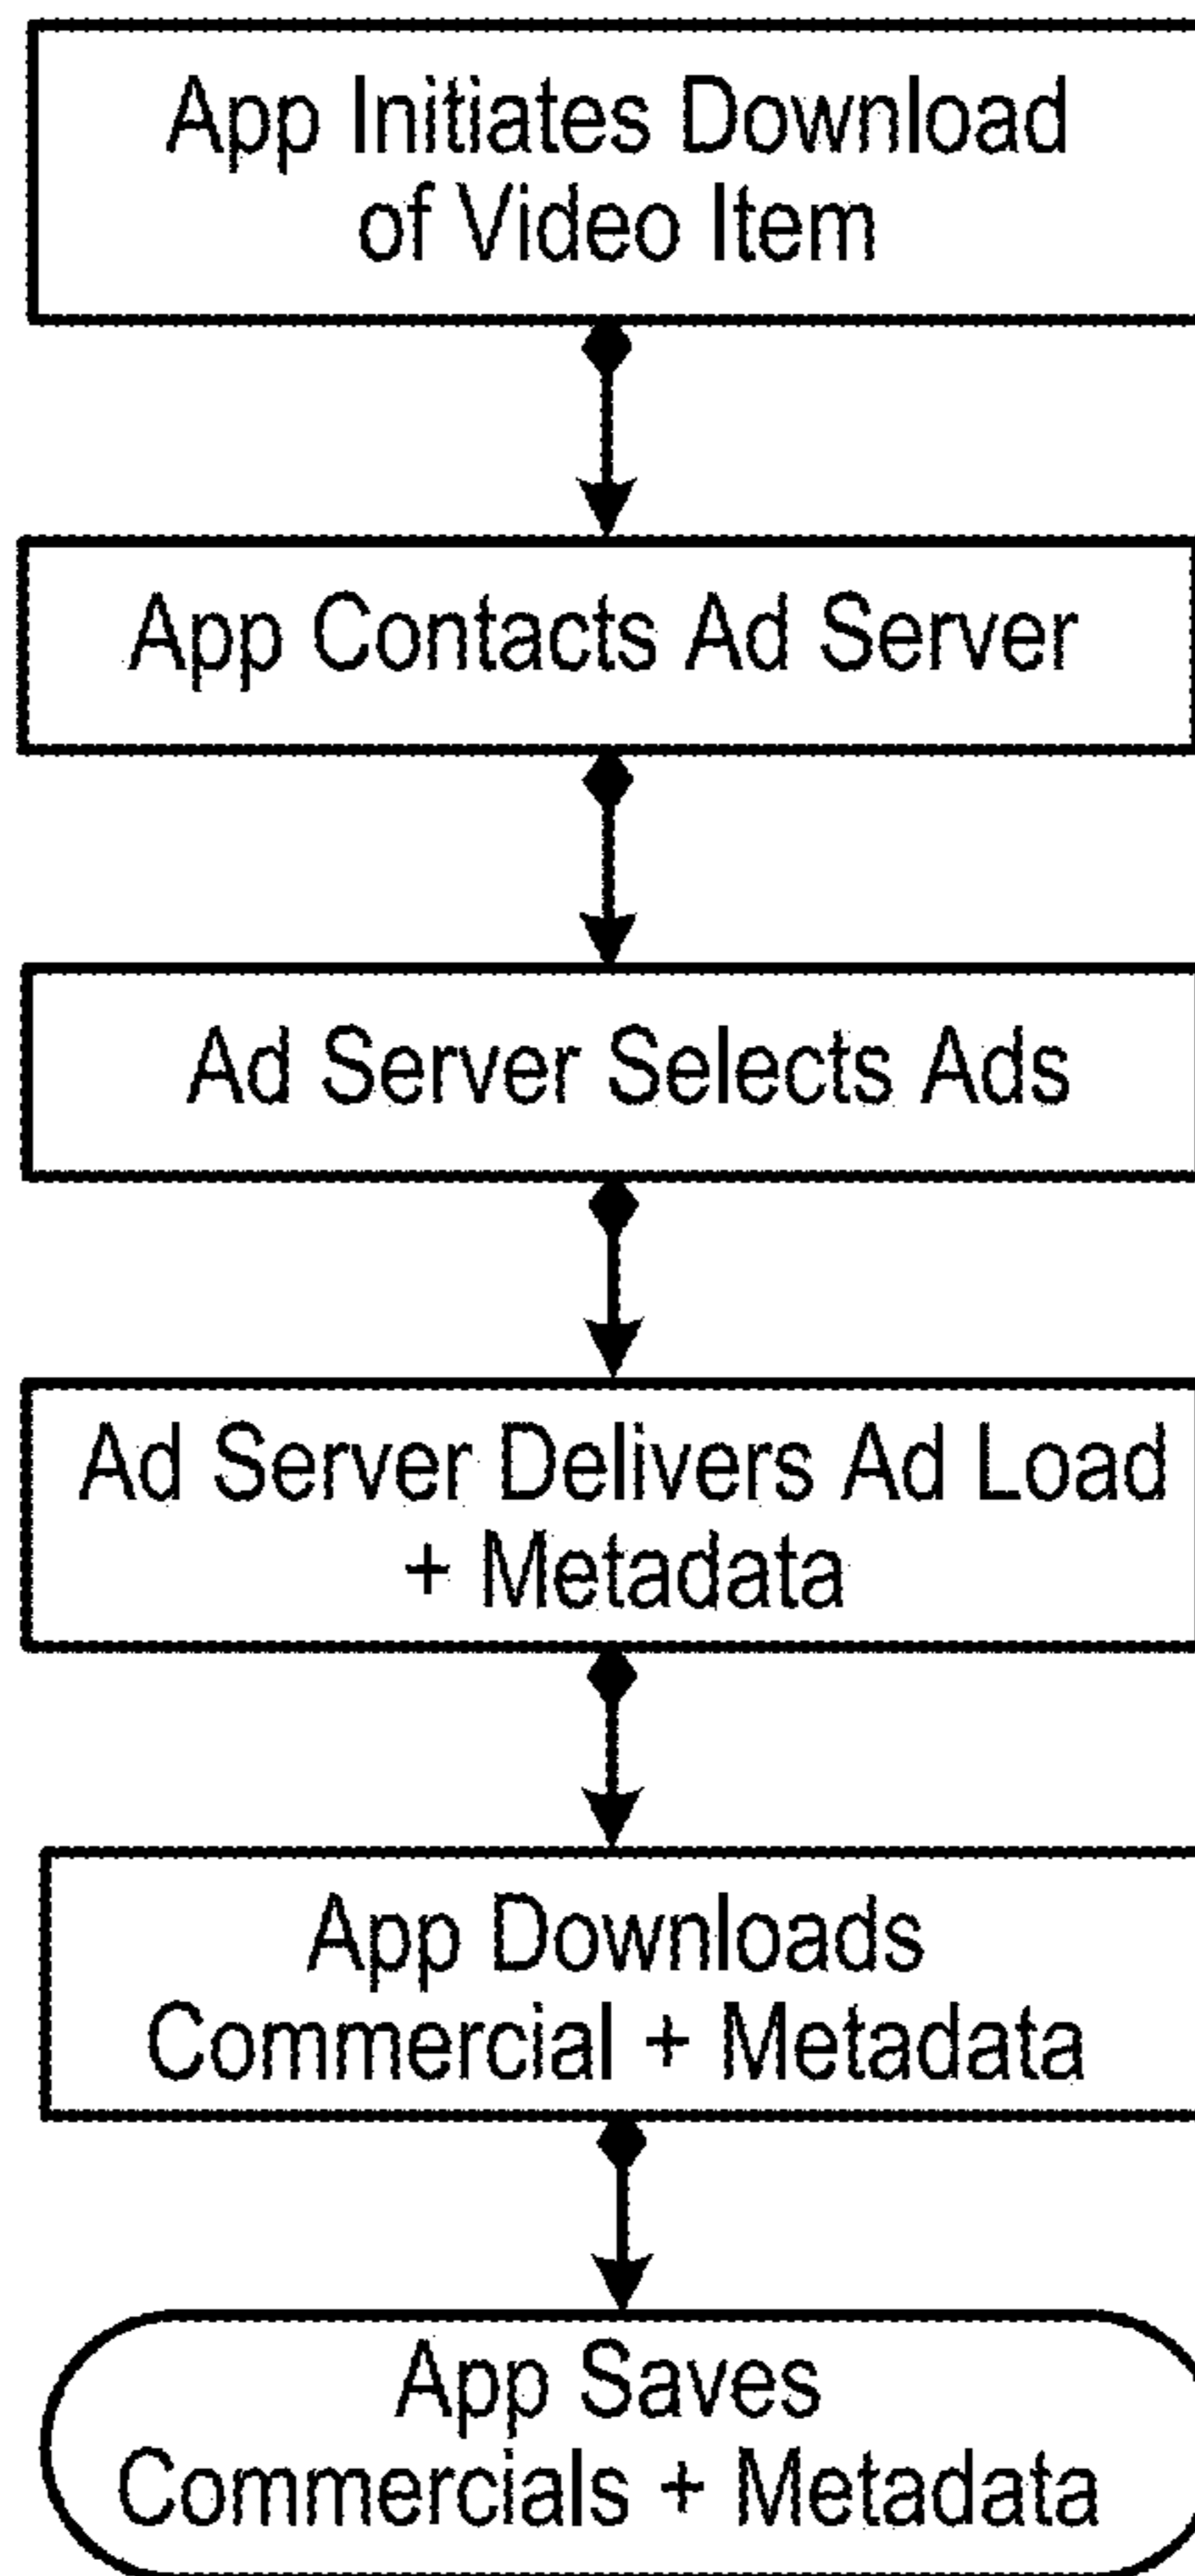 App Initiates Download
of Video Item
App Contacts Ad Server
Ad Server Selects Ads
Ad Server Delivers Ad Load
+ Metadata
App Downloads
Commercial + Metadata
App Saves
Commercials + Metadata